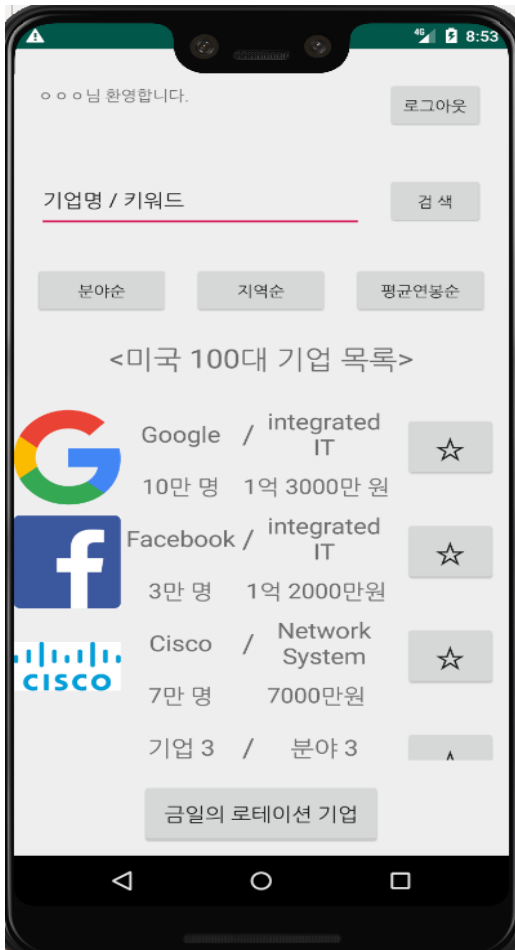 4G 8:53
ㅇㅇㅇ님 환영합니다.
로그아웃
기업명 / 키워드
검 색
분야순 지역순 평균연봉순
<미국 100대 기업 목록>
Google / integrated
IT
10만 명 1억 3000만 원
Facebook / integrated
IT
3만 명 1억 2000만원
CISCO
Cisco / Network
System
7만 명 7000만원
기업 3 / 분야 3
금일의 로테이션 기업